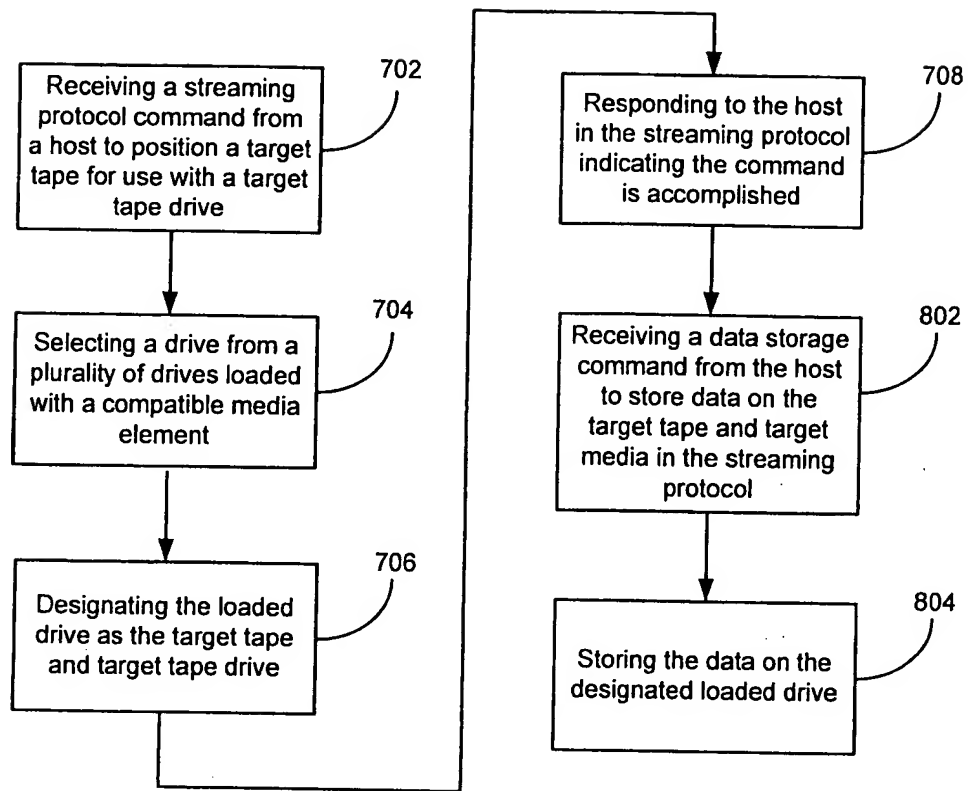 702
Receiving a streaming
protocol command from
a host to position a target
tape for use with a target
tape drive
704
Selecting a drive from a
plurality of drives loaded
with a compatible media
element
706
Designating the loaded
drive as the target tape
and target tape drive
708
Responding to the host
in the streaming protocol
indicating the command
is accomplished
802
Receiving a data storage
command from the host
to store data on the
target tape and target
media in the streaming
protocol
804
Storing the data on the
designated loaded drive